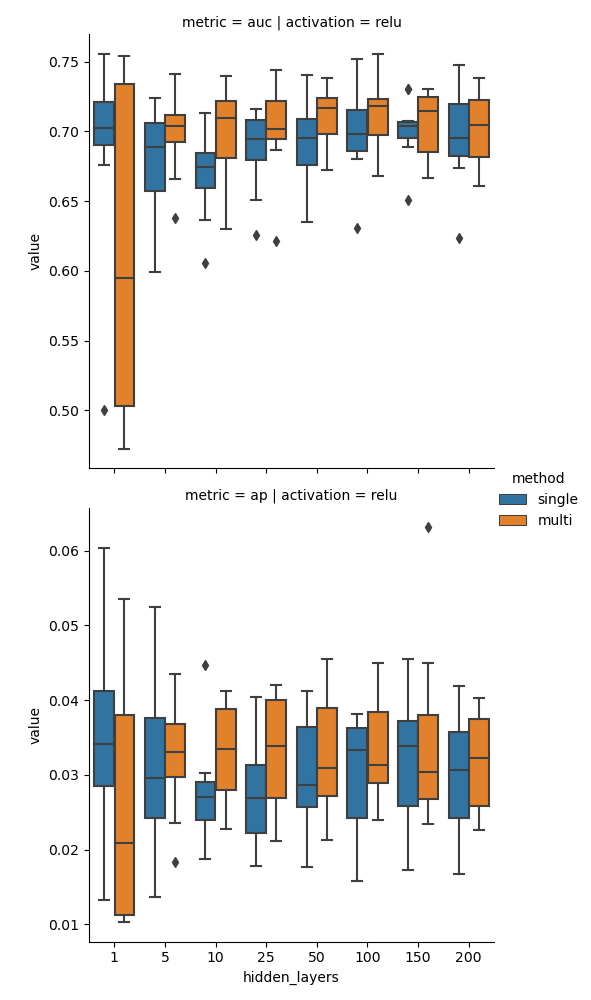 metric = auc | activation = relu
0.75
0.70
0.65
0.60
0.55
0.50
value
method
single
multi
metric = ap | activation = relu
0.06
0.05
0.04
0.03
0.02
0.01
value
1 5 10 25 50 100 150 200
hidden_layers